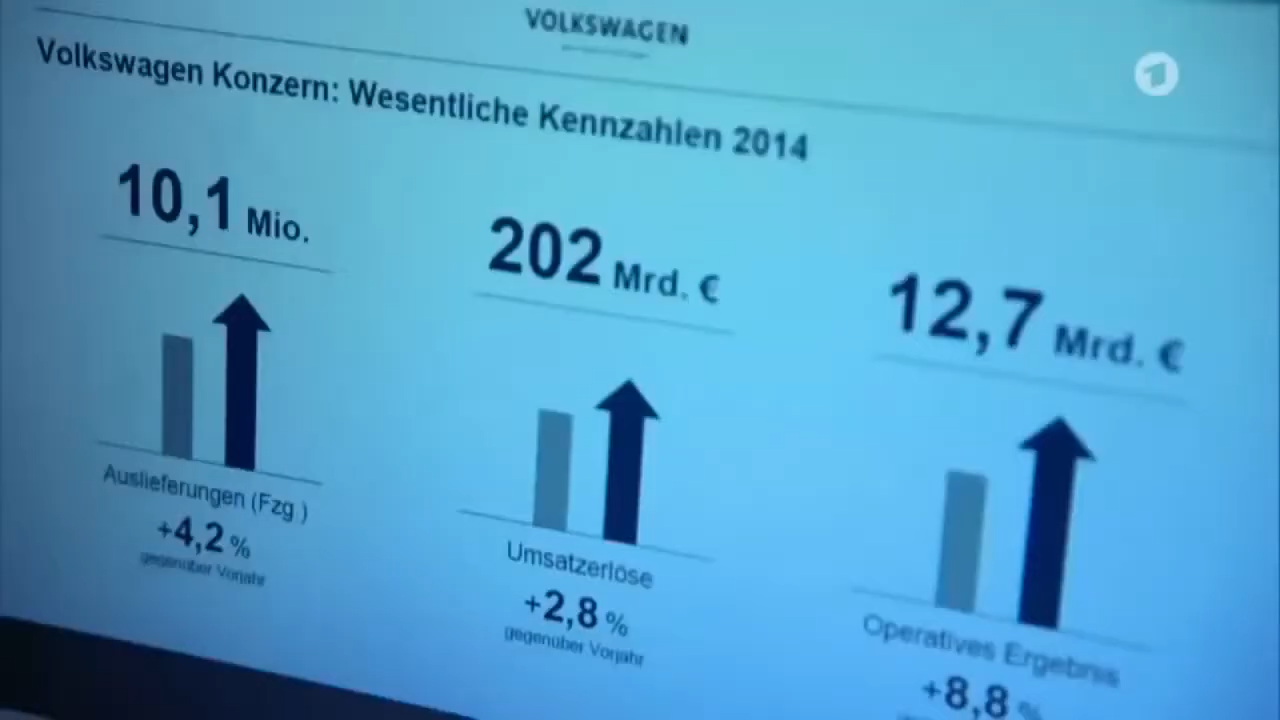 VOLKSWAGEN
Volkswagen Konzern: Wesentliche Kennzahlen 2014
10,1 Mio.
202 Mrd. €
12,7 Mrd. €
Auslieferungen (Fzg.)
+4,2 %
gegenüber Vorjahr
Umsatzerlöse
+2,8 %
gegenüber Vorjahr
Operatives Ergebnis
+8,8 %
1